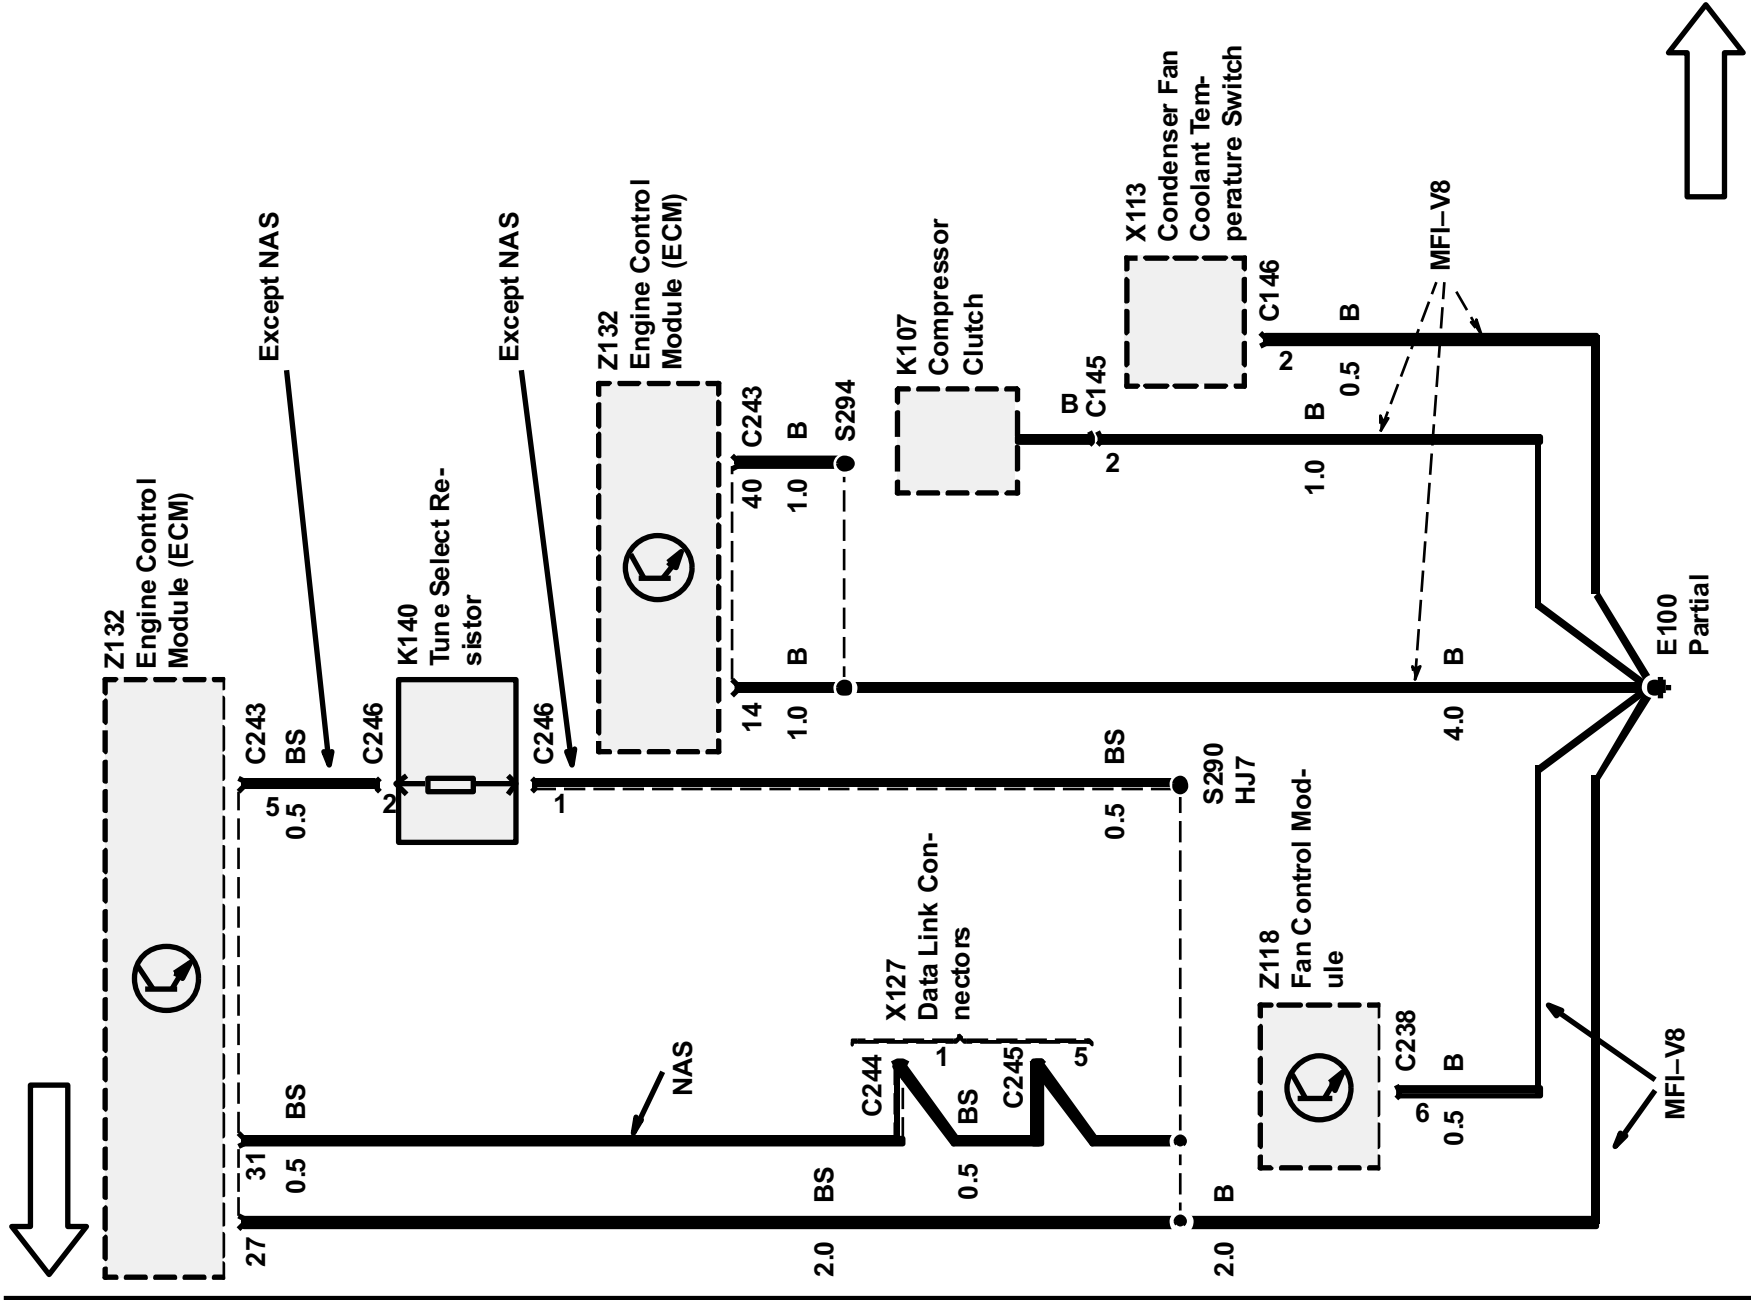 Z132
Engine Control
Module (ECM)
27
31
0.5
BS
5
0.5
C243
BS
Except NAS
C246
2
K140
Tune Select Re-
sistor
C246
1
Except NAS
NAS
2.0
BS
C244
X127
Data Link Con-
nectors
1
0.5
BS
C245
5
0.5
BS
S290
HJ7
2.0
B
Z132
Engine Control
Module (ECM)
14
1.0
B
40
C243
1.0
B
S294
K107
Compressor
Clutch
B
C145
2
1.0
B
X113
Condenser Fan
Coolant Tem-
perature Switch
C146
2
0.5
B
MFI–V8
4.0
B
Z118
Fan Control Mod-
ule
C238
6
0.5
B
MFI–V8
E100
Partial